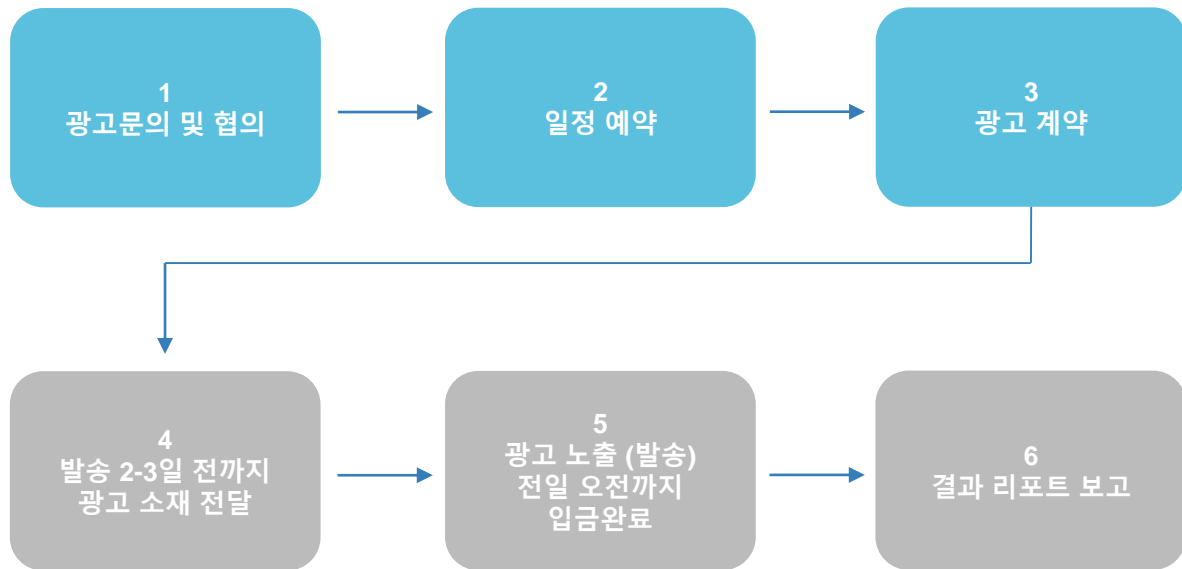 1
광고문의 및 협의
2
일정 예약
3
광고 계약
4
발송 2-3일 전까지
광고 소재 전달
5
광고 노출 (발송)
전일 오전까지
입금완료
6
결과 리포트 보고